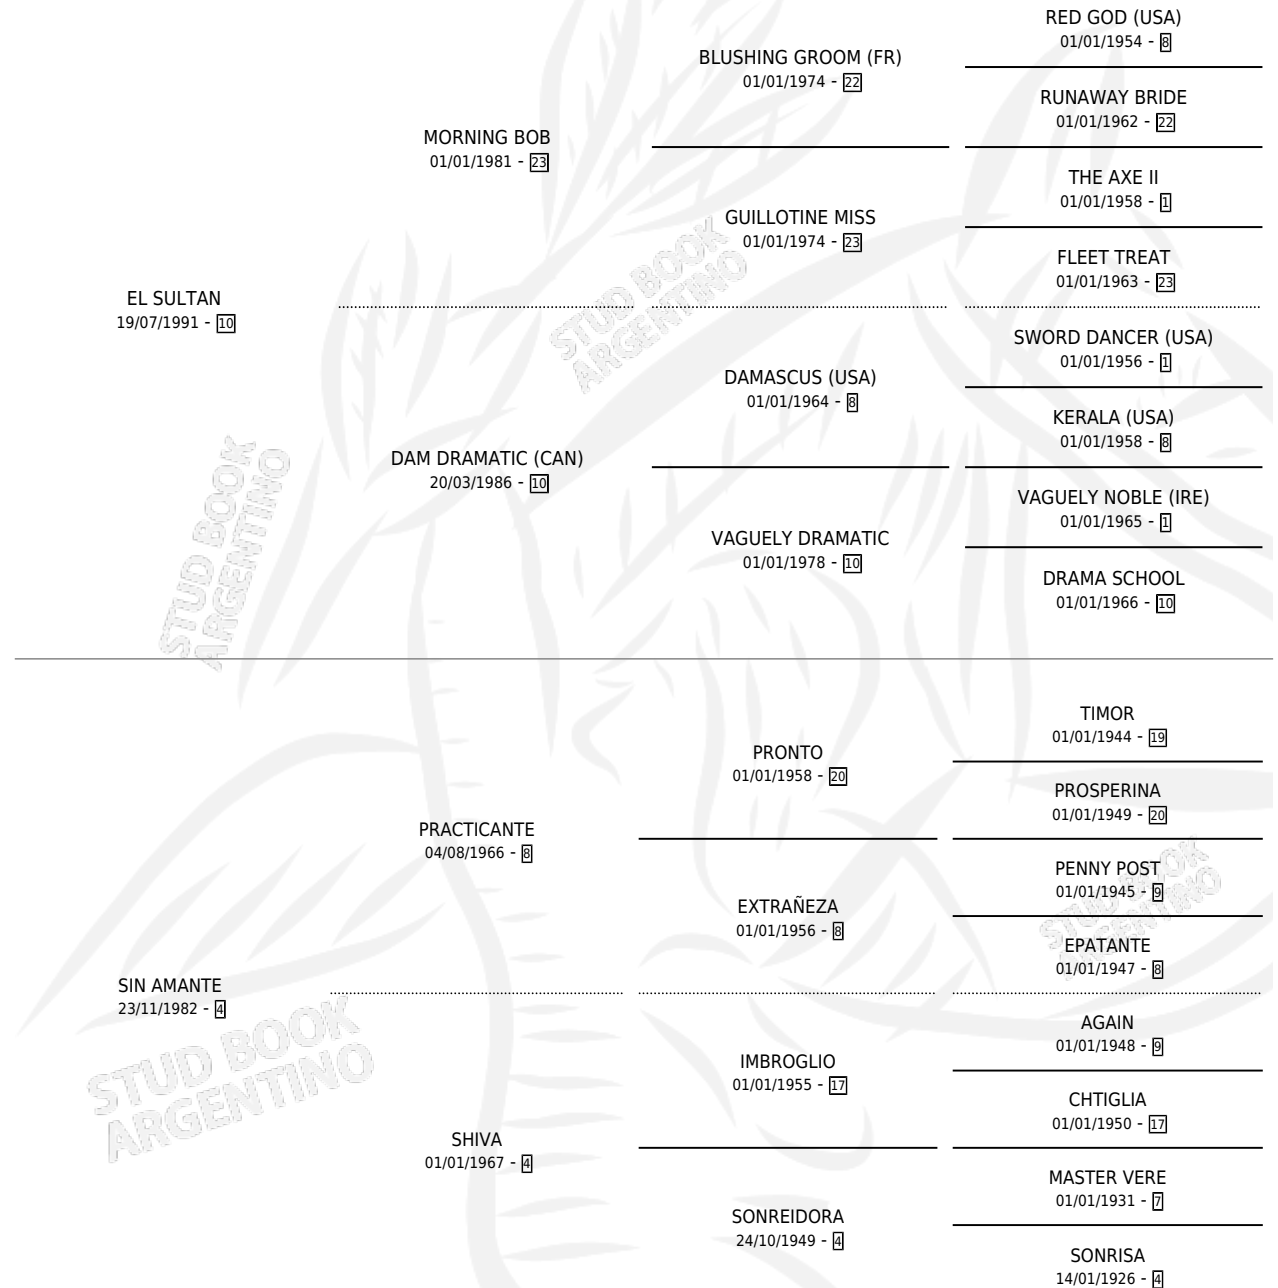 RED GOD (USA)
01/01/1954 - 8
BLUSHING GROOM (FR)
01/01/1974 - 22
RUNAWAY BRIDE
01/01/1962 - 22
MORNING BOB
01/01/1981 - 23
THE AXE II
01/01/1958 - 1
GUILLOTINE MISS
01/01/1974 - 23
FLEET TREAT
01/01/1963 - 23
EL SULTAN
19/07/1991 - 10
SWORD DANCER (USA)
01/01/1956 - 1
DAMASCUS (USA)
01/01/1964 - 8
KERALA (USA)
01/01/1958 - 8
DAM DRAMATIC (CAN)
20/03/1986 - 10
VAGUELY NOBLE (IRE)
01/01/1965 - 1
VAGUELY DRAMATIC
01/01/1978 - 10
DRAMA SCHOOL
01/01/1966 - 10
TIMOR
01/01/1944 - 19
PRONTO
01/01/1958 - 20
PROSPERINA
01/01/1949 - 20
PRACTICANTE
04/08/1966 - 8
PENNY POST
01/01/1945 - 9
EXTRAÑEZA
01/01/1956 - 8
EPATANTE
01/01/1947 - 8
SIN AMANTE
23/11/1982 - 4
AGAIN
01/01/1948 - 9
IMBROGLIO
01/01/1955 - 17
CHTIGLIA
01/01/1950 - 17
SHIVA
01/01/1967 - 4
MASTER VERE
01/01/1931 - 7
SONREIDORA
24/10/1949 - 4
SONRISA
14/01/1926 - 4
STUD BOOK
ARGENTINO
STUD BOOK
ARGENTINO
STUD BOOK
ARGENTINO
STUD BOOK
ARGENTINO